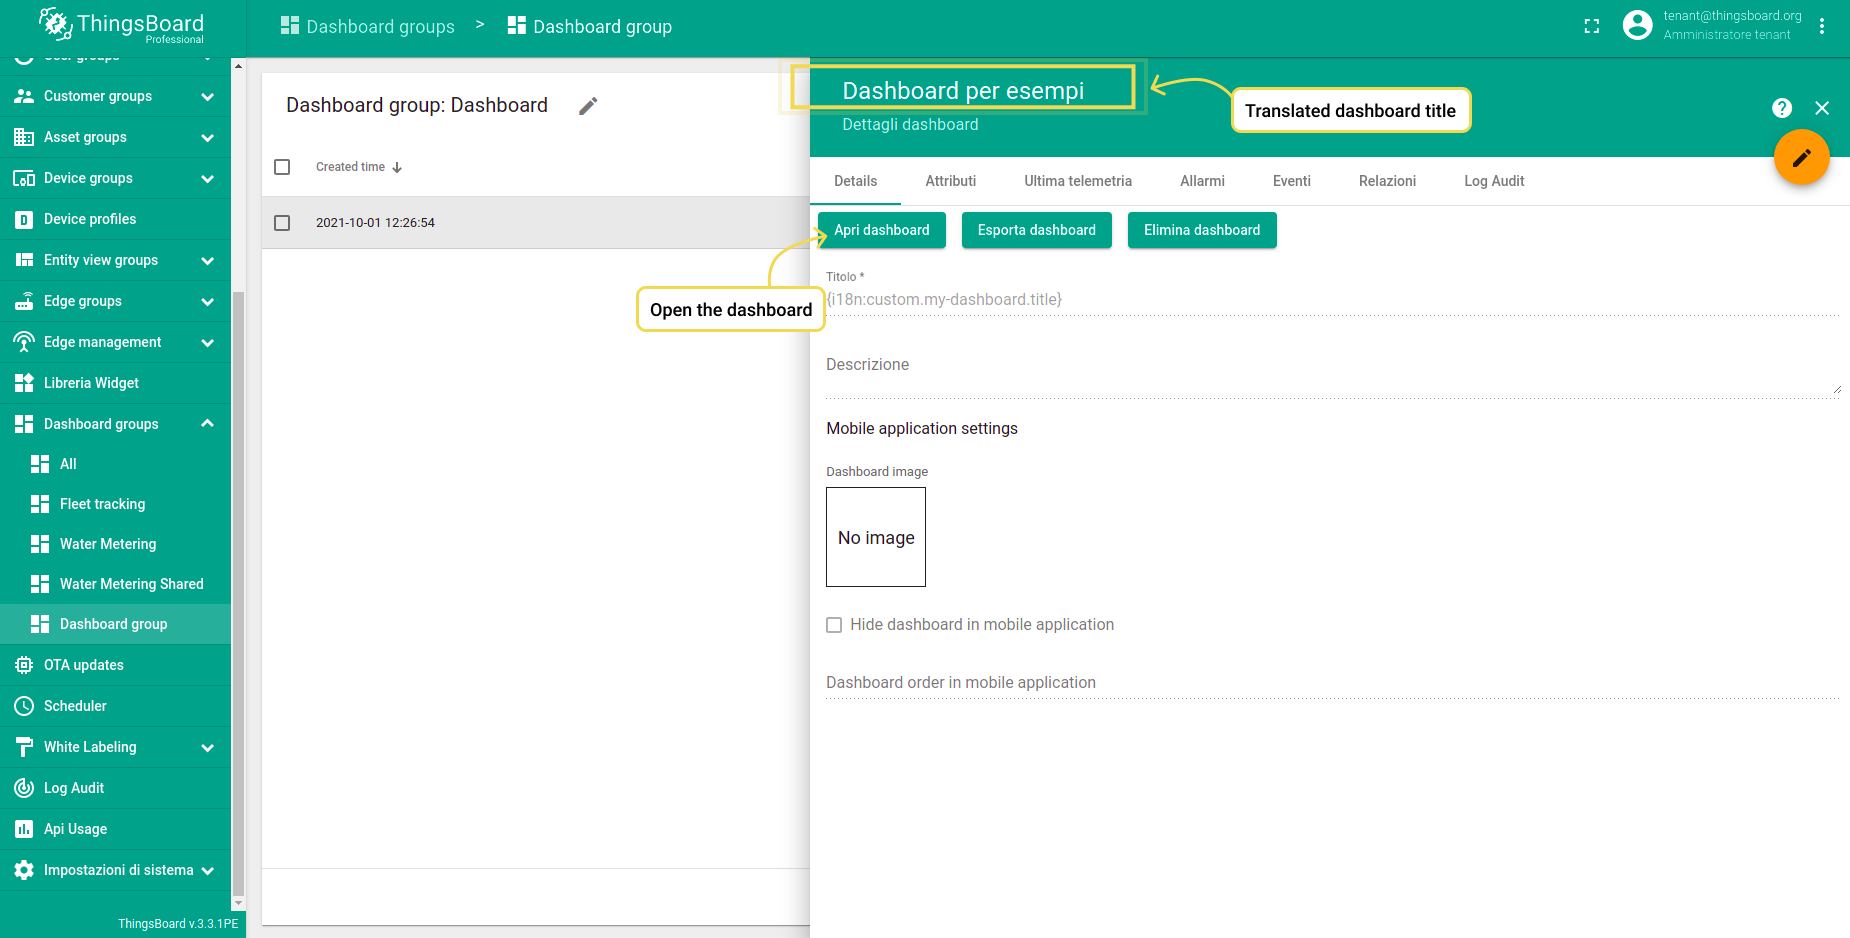 ThingsBoard
Professional
Dashboard groups > Dashboard group
tenant@thingsboard.org
Amministratore tenant
User groups
Customer groups
Asset groups
Device groups
Device profiles
Entity view groups
Edge groups
Edge management
Libreria Widget
Dashboard groups
All
Fleet tracking
Water Metering
Water Metering Shared
Dashboard group
OTA updates
Scheduler
White Labeling
Log Audit
Api Usage
Impostazioni di sistema
ThingsBoard v.3.3.1PE
Dashboard group: Dashboard
Created time
2021-10-01 12:26:54
Dashboard per esempi
Dettagli dashboard
Translated dashboard title
Details Attributi Ultima telemetria Allarmi Eventi Relazioni Log Audit
Apri dashboard Esporta dashboard Elimina dashboard
Open the dashboard
Titolo *
{i18n:custom.my-dashboard.title}
Descrizione
Mobile application settings
Dashboard image
No image
Hide dashboard in mobile application
Dashboard order in mobile application